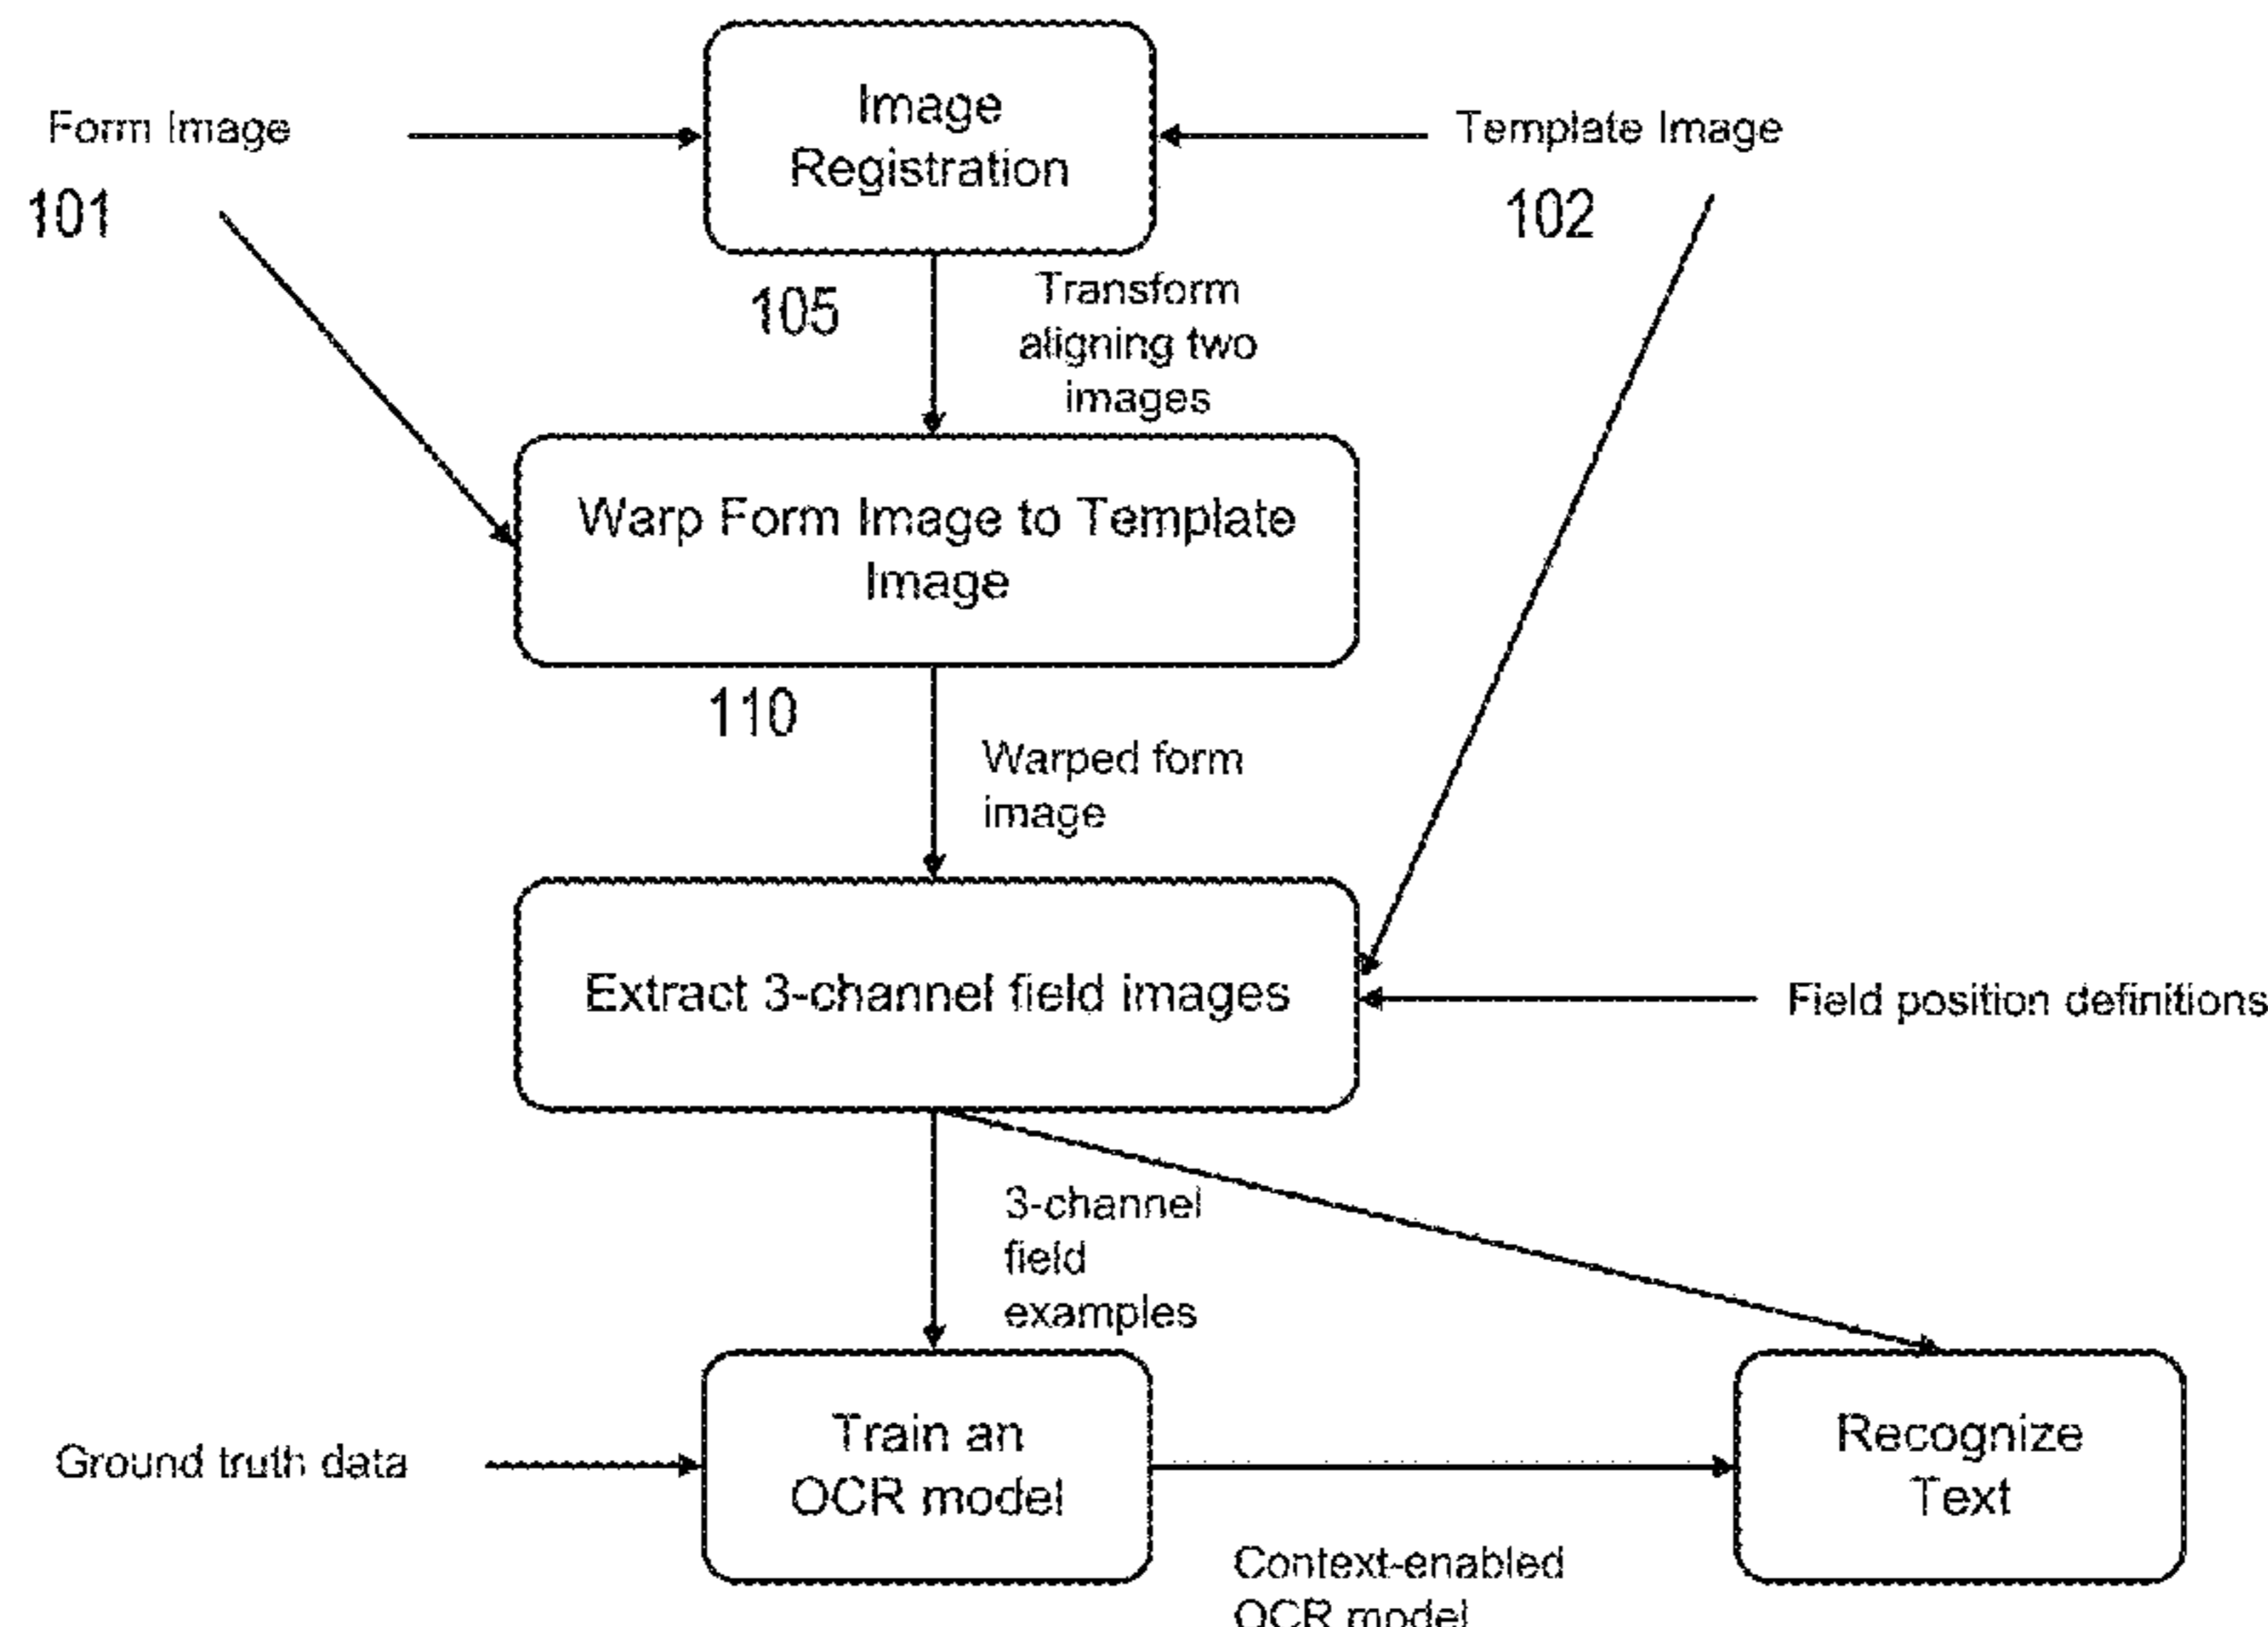 Image
Registration
Form Image
Template Image
101
102
105
Transform
aligning two
images
Warp Form Image to Template
Image
110
Warped form
image
Extract 3-channel field images
Field position definitions
3-channel
field
examples
Ground truth data
Train an
OCR model
Recognize
Text
Context-enabled
OCR model